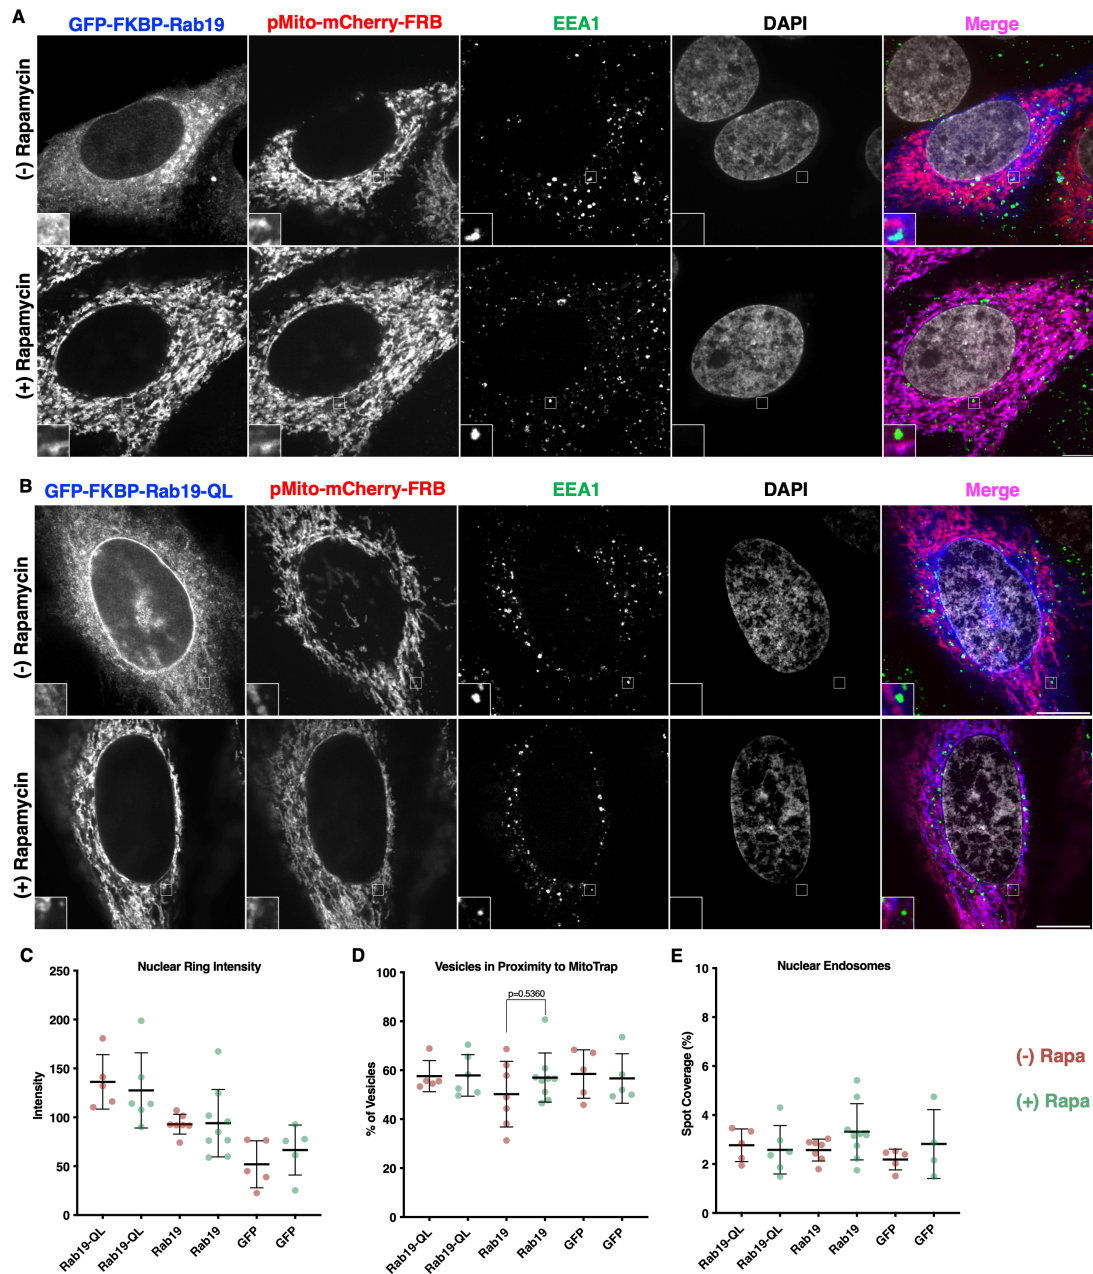 A
GFP-FKBP-Rab19 pMito-mCherry-FRB EEA1 DAPI Merge
(-) Rapamycin
(+) Rapamycin
B
GFP-FKBP-Rab19-QL pMito-mCherry-FRB EEA1 DAPI Merge
(-) Rapamycin
(+) Rapamycin
C
Nuclear Ring Intensity
Intensity
250
200
150
100
50
0
Rab19-QL Rab19-QL Rab19 Rab19 GFP GFP
D
Vesicles in Proximity to MitoTrap
% of Vesicles
100
80
60
40
20
0
p=0.5360
Rab19-QL Rab19-QL Rab19 Rab19 GFP GFP
E
Nuclear Endosomes
Spot Coverage (%)
10
8
6
4
2
0
Rab19-QL Rab19-QL Rab19 Rab19 GFP GFP
(-) Rapa
(+) Rapa